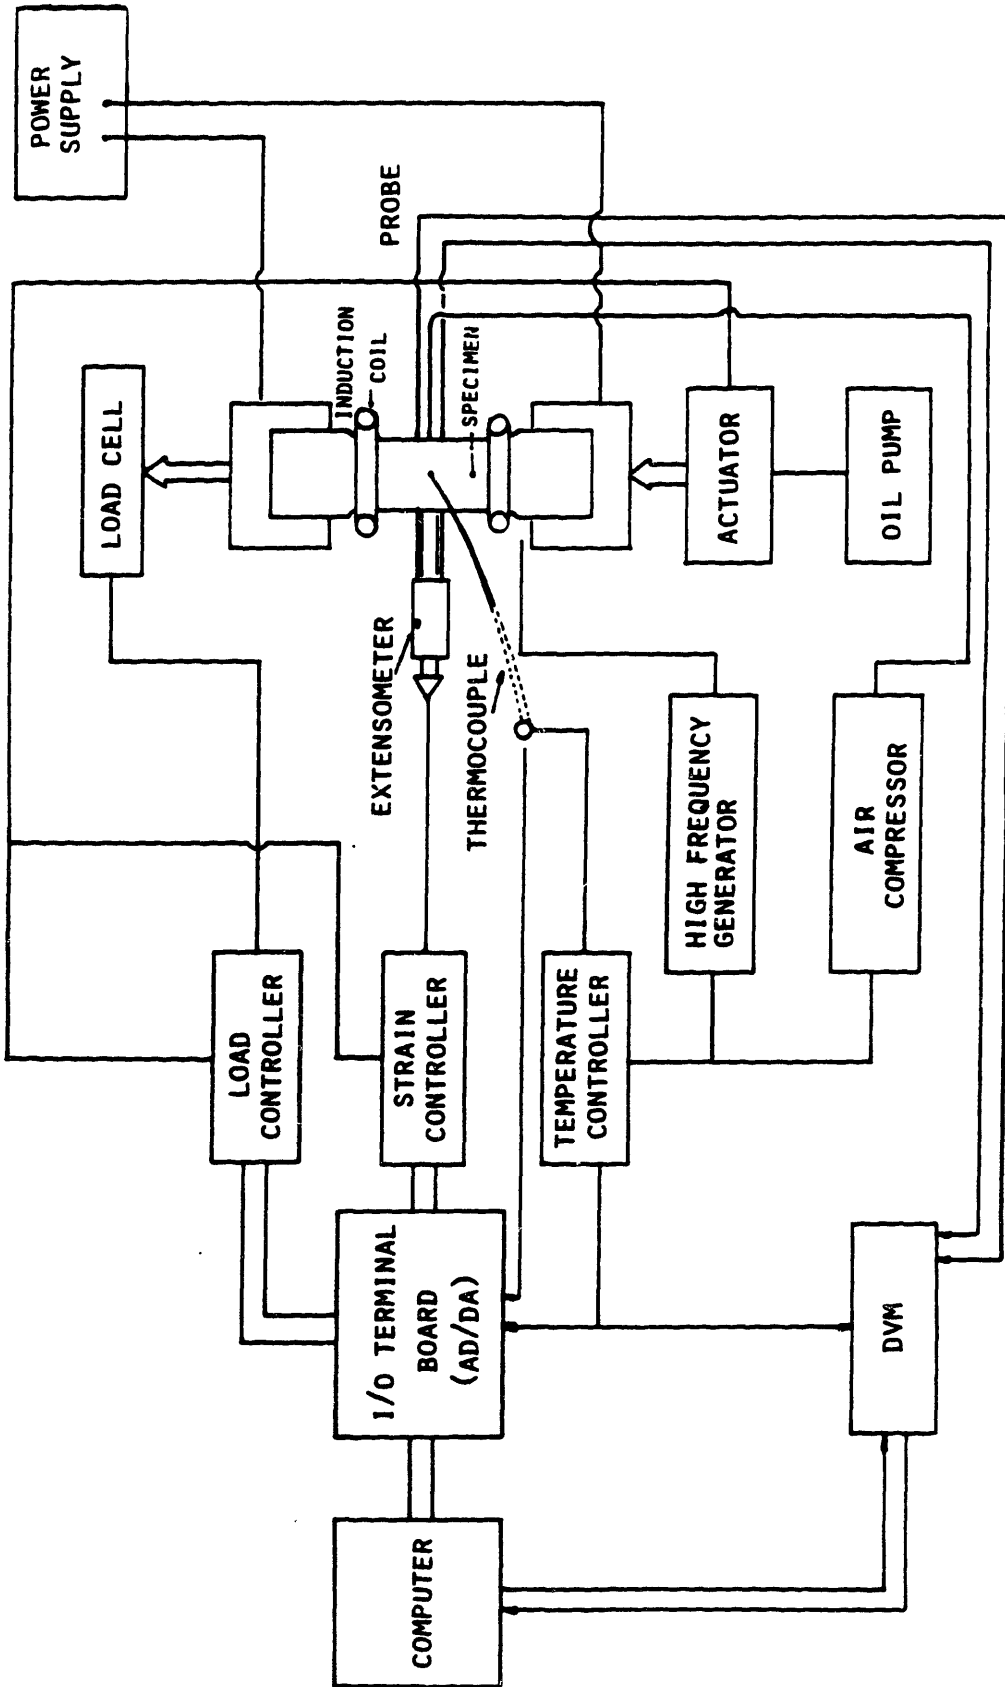 POWER
SUPPLY
LOAD CELL
INDUCTION
COIL
PROBE
SPECIMEN
ACTUATOR
OIL PUMP
EXTENSOMETER
THERMOCOUPLE
HIGH FREQUENCY
GENERATOR
AIR
COMPRESSOR
LOAD
CONTROLLER
STRAIN
CONTROLLER
TEMPERATURE
CONTROLLER
I/O TERMINAL
BOARD
(AD/DA)
DVM
COMPUTER